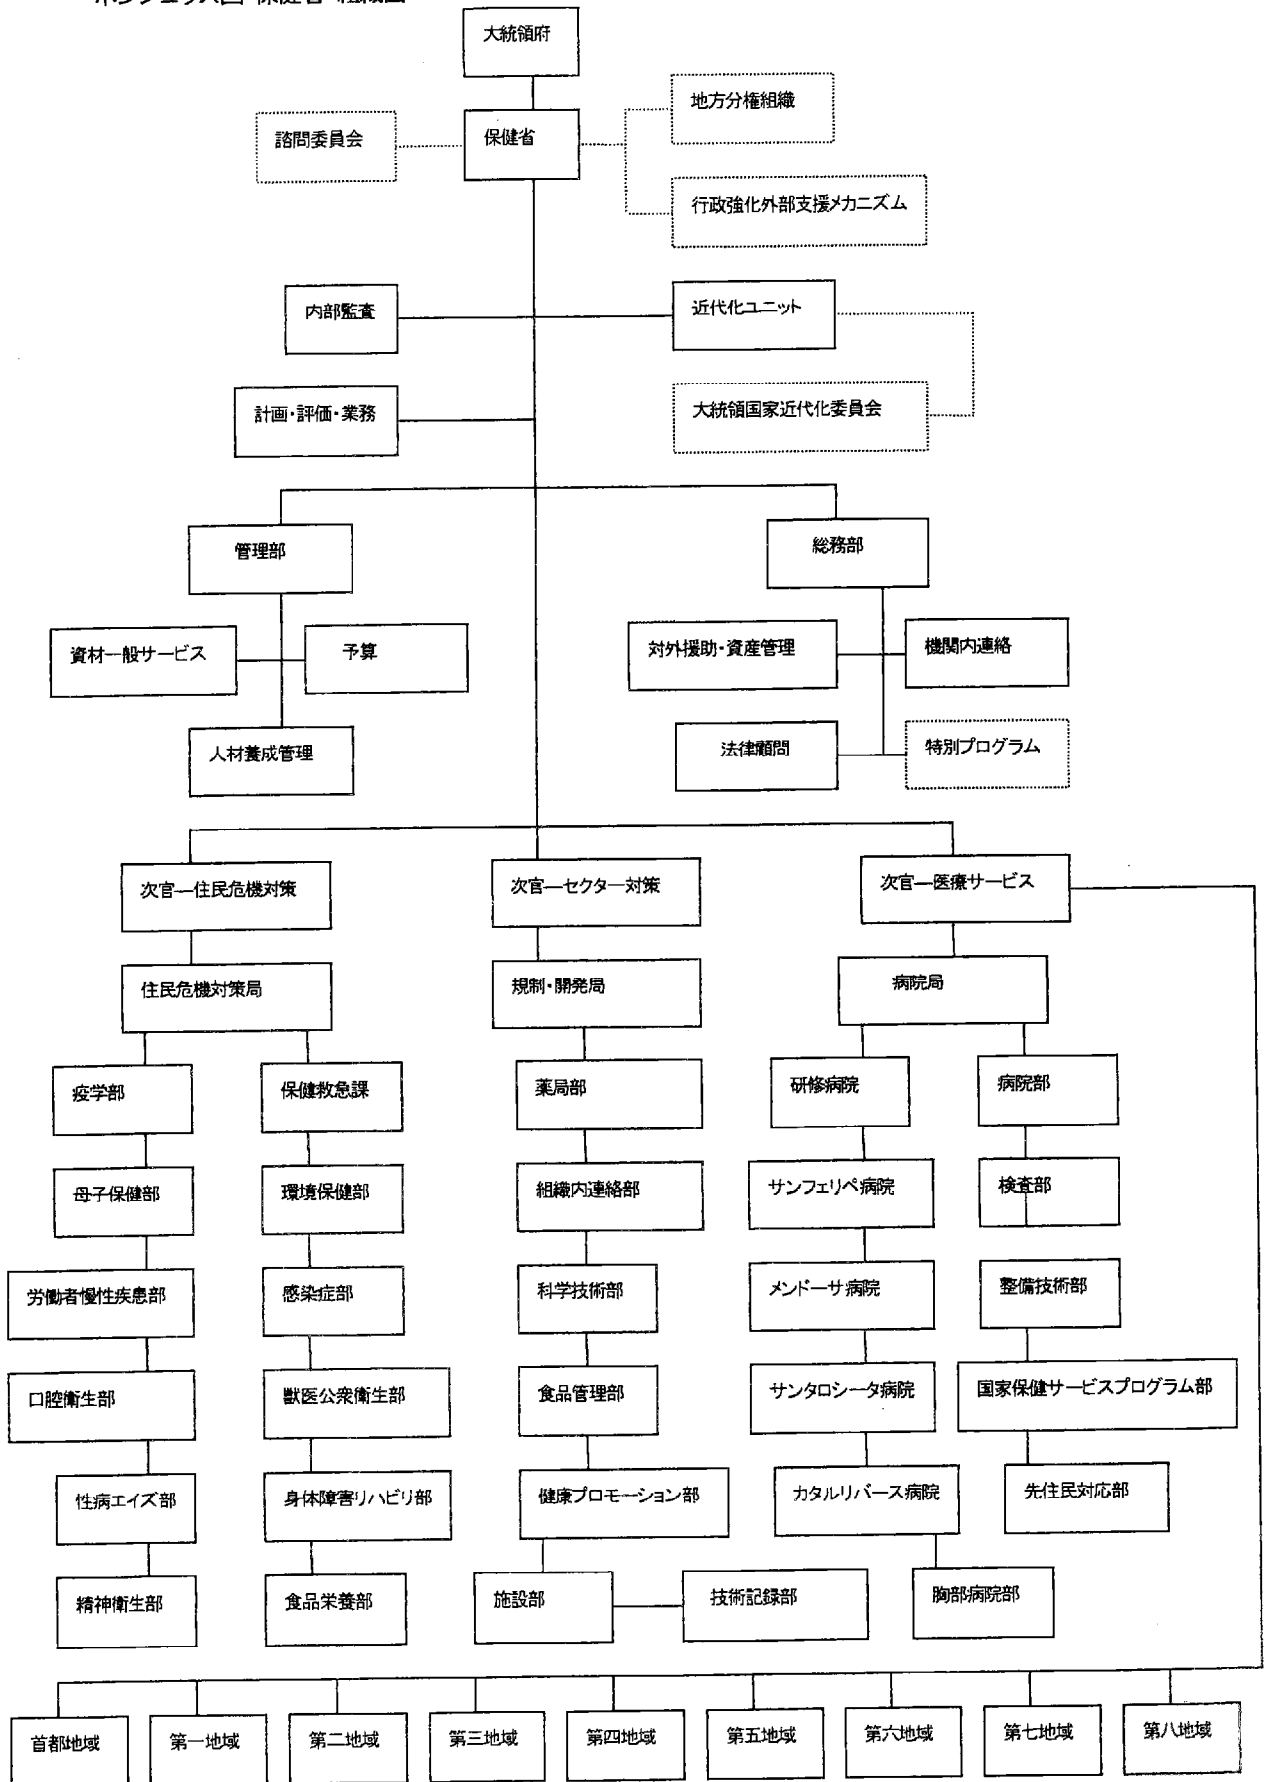 ホンジュラス国 保健省 組織図
大統領府
地方分権組織
諮問委員会
保健省
行政強化外部支援メカニズム
内部監査
近代化ユニット
計画・評価・業務
大統領国家近代化委員会
管理部
総務部
資材一般サービス
予算
対外援助・資産管理
機関内連絡
人材養成管理
法律顧問
特別プログラム
次官―住民危機対策
次官―セクター対策
次官―医療サービス
住民危機対策局
規制・開発局
病院局
疫学部
保健救急課
薬局部
研修病院
病院部
母子保健部
環境保健部
組織内連絡部
サンフェリペ病院
検査部
労働者慢性疾患部
感染症部
科学技術部
メンドーサ病院
整備技術部
口腔衛生部
獣医公衆衛生部
食品管理部
サンタロシータ病院
国家保健サービスプログラム部
性病エイズ部
身体障害リハビリ部
健康プロモーション部
カタルリバース病院
先住民対応部
精神衛生部
食品栄養部
施設部
技術記録部
胸部病院部
首都地域
第一地域
第二地域
第三地域
第四地域
第五地域
第六地域
第七地域
第八地域